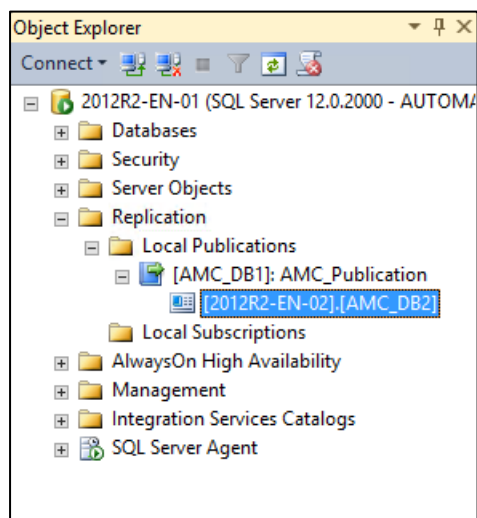 Object Explorer
Connect
2012R2-EN-01 (SQL Server 12.0.2000 - AUTOMA
Databases
Security
Server Objects
Replication
Local Publications
[AMC_DB1]: AMC_Publication
[2012R2-EN-02].[AMC_DB2]
Local Subscriptions
AlwaysOn High Availability
Management
Integration Services Catalogs
SQL Server Agent